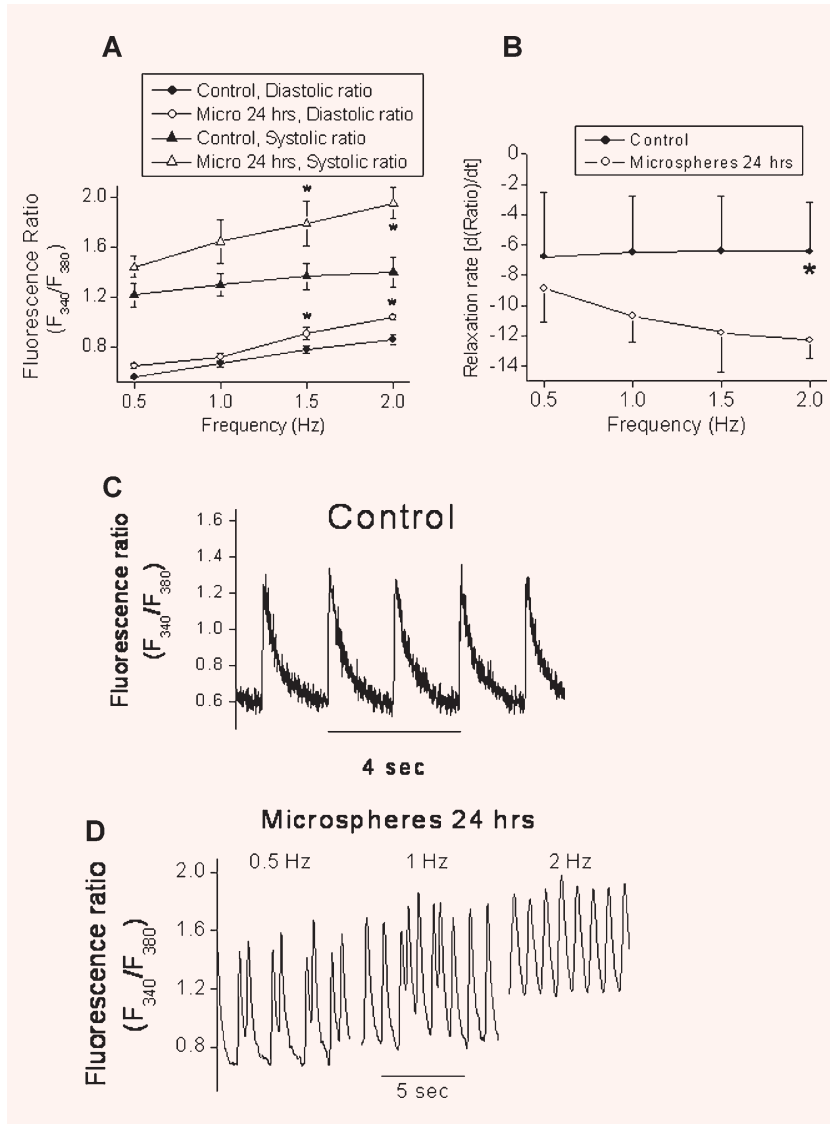 A
Control, Diastolic ratio
Micro 24 hrs, Diastolic ratio
Control, Systolic ratio
Micro 24 hrs, Systolic ratio
Fluorescence Ratio
(F340/F380)
2.0
1.6
1.2
0.8
*
*
*
*
0.5 1.0 1.5 2.0
Frequency (Hz)
B
Control
Microspheres 24 hrs
Relaxation rate [d(Ratio)/dt]
0
-2
-4
-6
-8
-10
-12
-14
*
0.5 1.0 1.5 2.0
Frequency (Hz)
C
Control
Fluorescence ratio
(F340/F380)
1.6
1.4
1.2
1.0
0.8
0.6
4 sec
D
Microspheres 24 hrs
0.5 Hz 1 Hz 2 Hz
Fluorescence ratio
(F340/F380)
2.0
1.6
1.2
0.8
5 sec